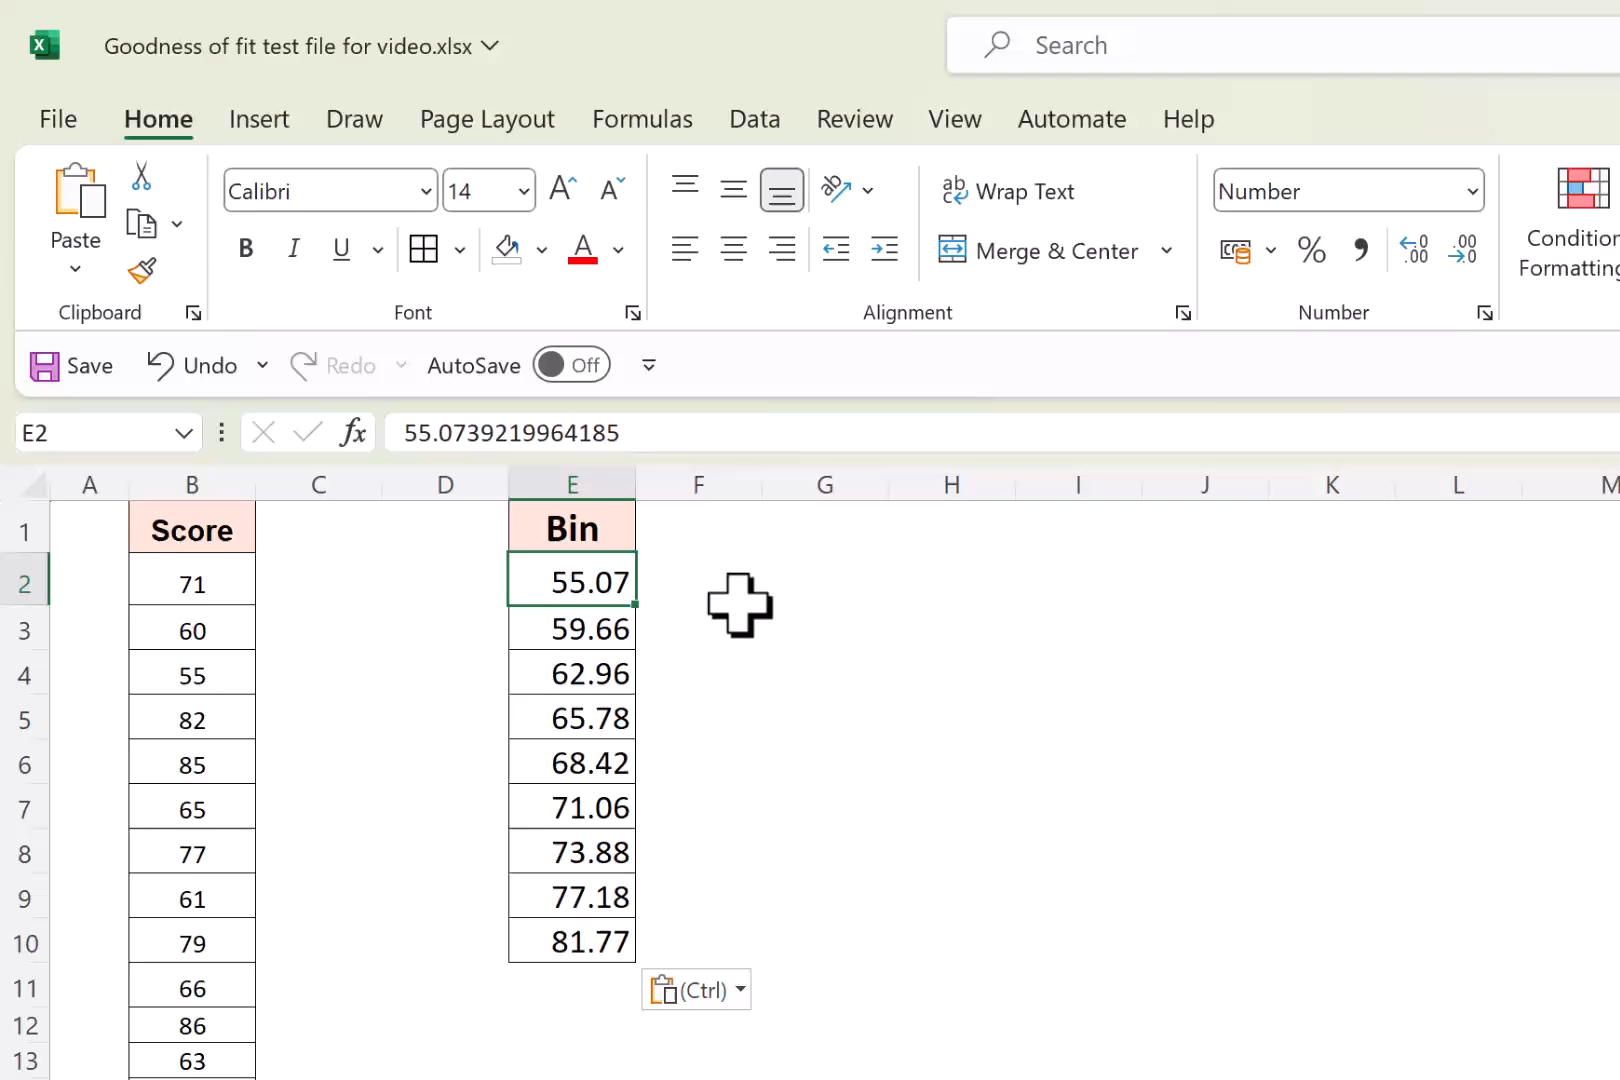 Goodness of fit test file for video.xlsx
Search
File Home Insert Draw Page Layout Formulas Data Review View Automate Help
Paste
Calibri 14
Wrap Text
Merge & Center
Number
Clipboard Font Alignment Number
Save Undo Redo AutoSave Off
E2 fx 55.0739219964185
A B C D E F G H I J K L M
1 Score Bin
2 71 55.07
3 60 59.66
4 55 62.96
5 82 65.78
6 85 68.42
7 65 71.06
8 77 73.88
9 61 77.18
10 79 81.77
11 66 (Ctrl)
12 86
13 63